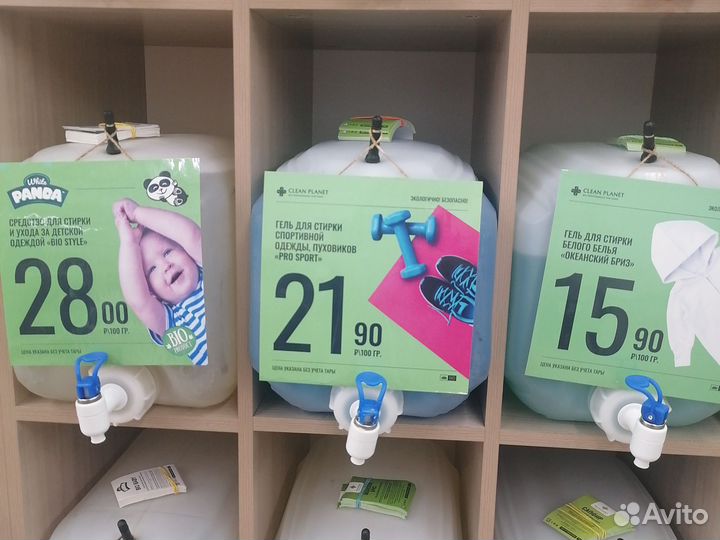 White
PANDA
СРЕДСТВО ДЛЯ СТИРКИ
И УХОДА ЗА ДЕТСКОЙ
ОДЕЖДОЙ «BIO STYLE»
28 00
₽\100 ГР.
BIO
PRODUCT
ЦЕНА УКАЗАНА БЕЗ УЧЕТА ТАРЫ
CLEAN PLANET
ЭКОЛОГИЧНО! БЕЗОПАСНО!
ГЕЛЬ ДЛЯ СТИРКИ
СПОРТИВНОЙ
ОДЕЖДЫ, ПУХОВИКОВ
«PRO SPORT»
21 90
₽\100 ГР.
ЦЕНА УКАЗАНА БЕЗ УЧЕТА ТАРЫ
CLEAN PLANET
ЭКОЛОГИЧ
ГЕЛЬ ДЛЯ СТИРКИ
БЕЛОГО БЕЛЬЯ
«ОКЕАНСКИЙ БРИЗ»
15 90
₽\100 ГР.
ЦЕНА УКАЗАНА БЕЗ УЧЕТА ТАРЫ
Avito